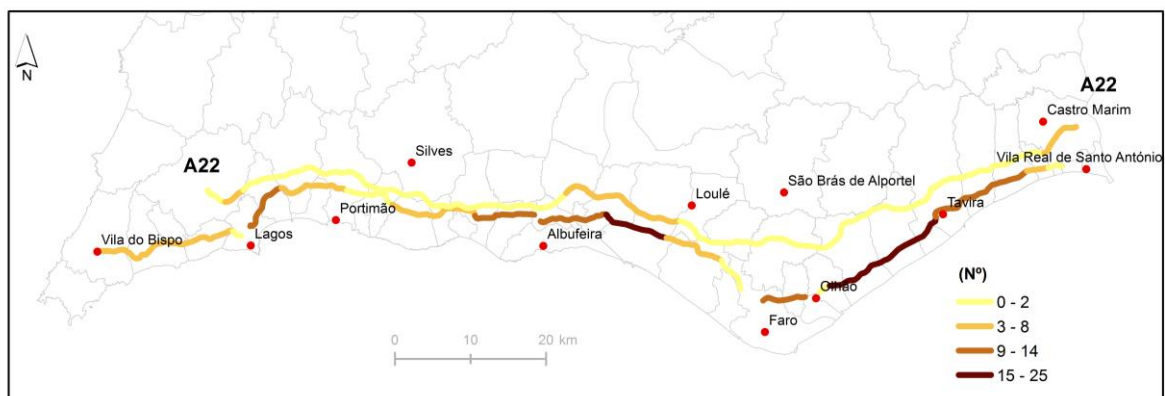 N
A22
Castro Marim
A22
Silves
Vila Real de Santo António
São Brás de Alportel
Loulé
Portimão
Tavira
Vila do Bispo
Lagos
Albufeira
(Nº)
Olhão
0 - 2
Faro
3 - 8
0 10 20 km
9 - 14
15 - 25